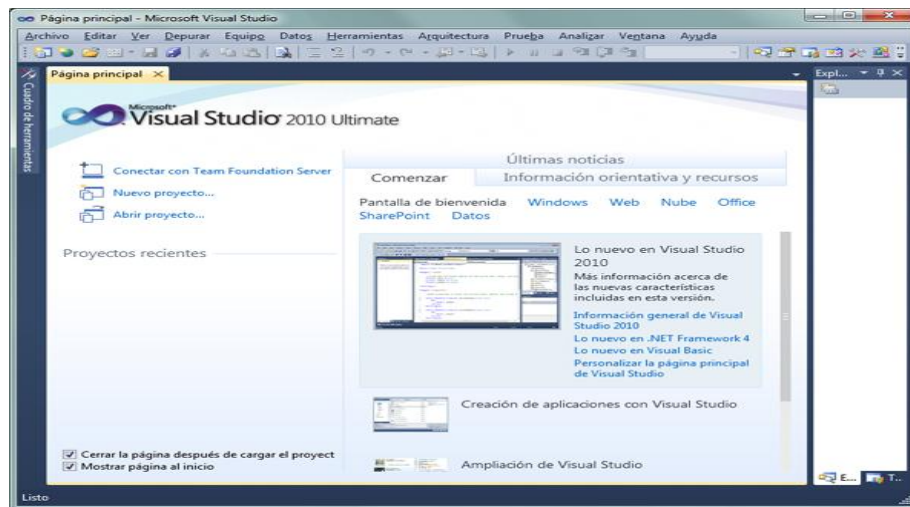 Página principal - Microsoft Visual Studio
Archivo Editar Ver Depurar Equipo Datos Herramientas Arquitectura Prueba Analizar Ventana Ayuda
Página principal
Expl...
Cuadro de herramientas
Microsoft
Visual Studio 2010 Ultimate
Conectar con Team Foundation Server
Nuevo proyecto...
Abrir proyecto...
Proyectos recientes
Cerrar la página después de cargar el proyect
Mostrar página al inicio
Últimas noticias
Comenzar
Información orientativa y recursos
Pantalla de bienvenida Windows Web Nube Office
SharePoint Datos
Lo nuevo en Visual Studio
2010
Más información acerca de
las nuevas características
incluidas en esta versión.
Información general de Visual
Studio 2010
Lo nuevo en .NET Framework 4
Lo nuevo en Visual Basic
Personalizar la página principal
de Visual Studio
Creación de aplicaciones con Visual Studio
Ampliación de Visual Studio
E... T..
Listo